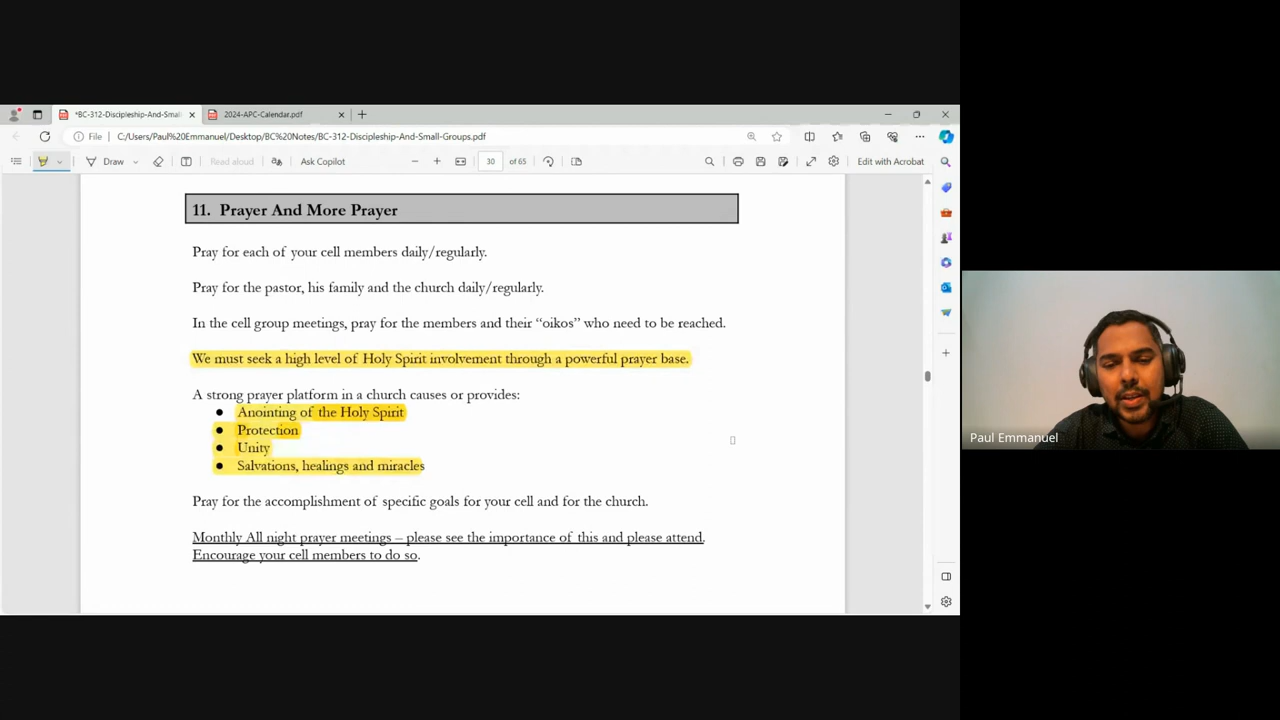 *BC-312-Discipleship-And-Small-
2024-APC-Calendar.pdf
File
C:/Users/Paul%20Emmanuel/Desktop/BC%20Notes/BC-312-Discipleship-And-Small-Groups.pdf
Draw
Read aloud
Ask Copilot
30 of 65
Edit with Acrobat
11. Prayer And More Prayer
Pray for each of your cell members daily/regularly.
Pray for the pastor, his family and the church daily/regularly.
In the cell group meetings, pray for the members and their “oikos” who need to be reached.
We must seek a high level of Holy Spirit involvement through a powerful prayer base.
A strong prayer platform in a church causes or provides:
● Anointing of the Holy Spirit
● Protection
● Unity
● Salvations, healings and miracles
Pray for the accomplishment of specific goals for your cell and for the church.
Monthly All night prayer meetings – please see the importance of this and please attend.
Encourage your cell members to do so.
Paul Emmanuel